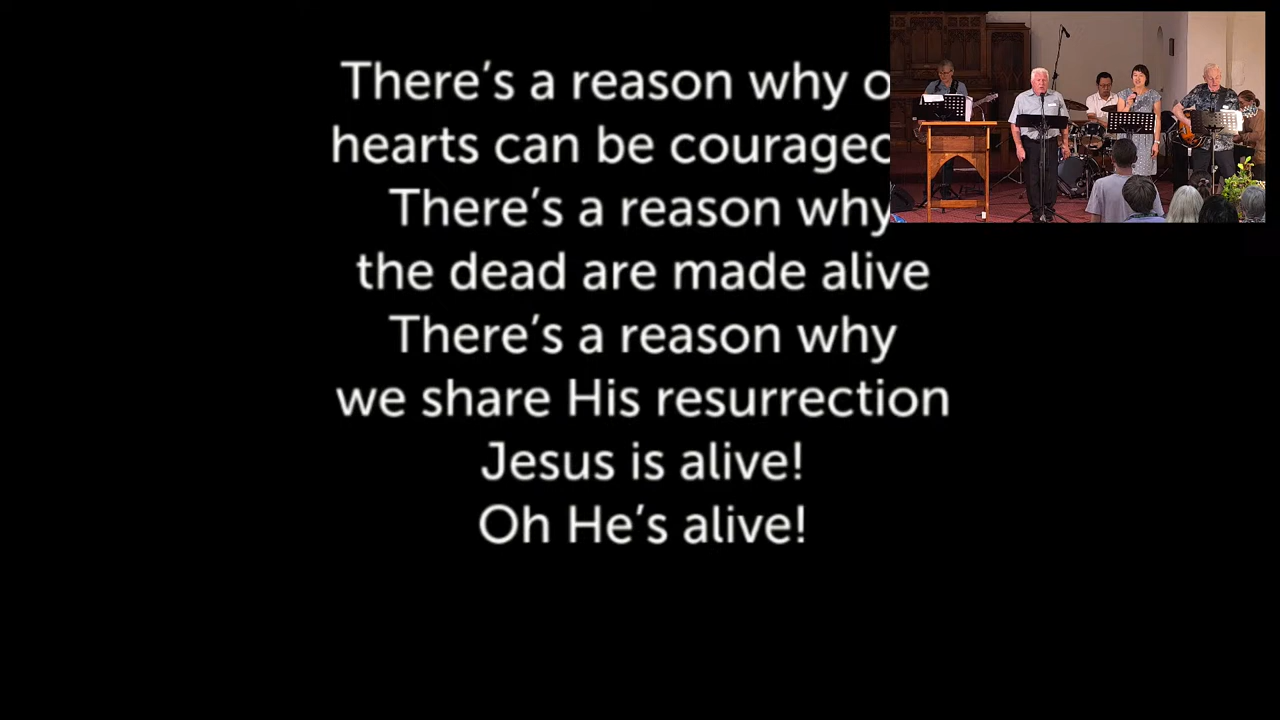 There's a reason why
hearts can be
There's a reason why
the dead are made alive
There's a reason why
we share His resurrection
Jesus is alive!
Oh He's alive!